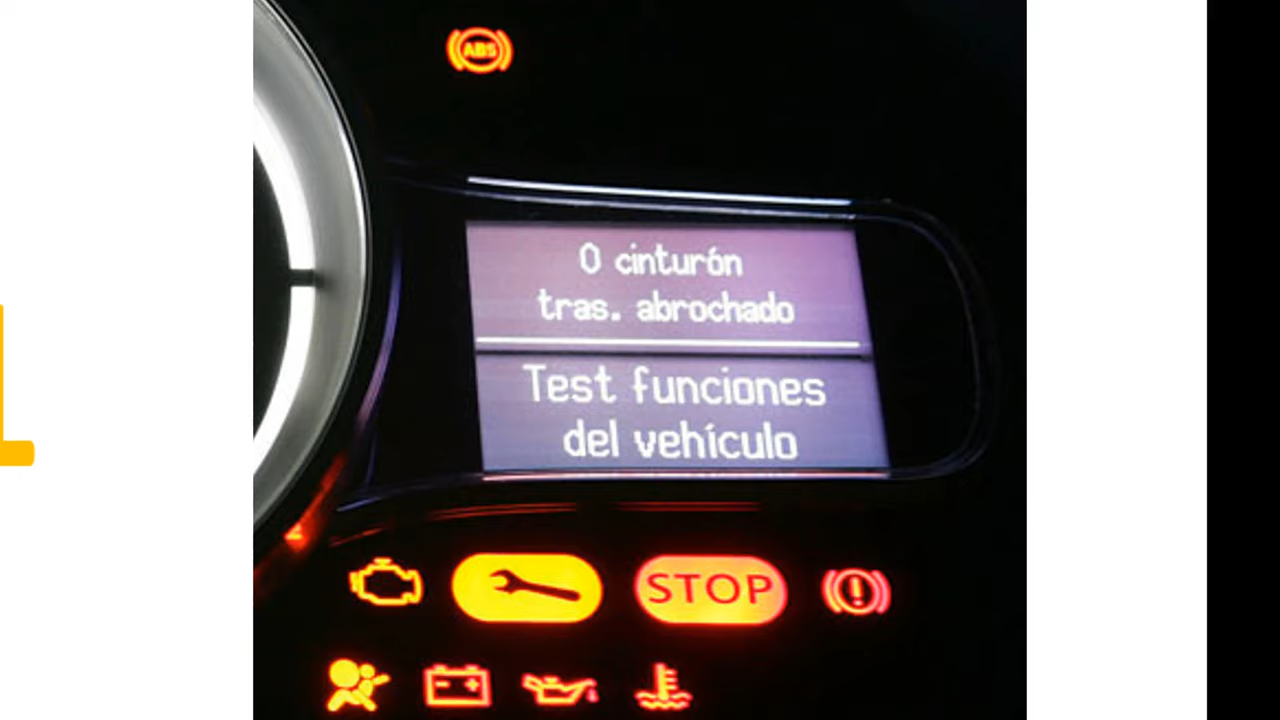 ABS
0 cinturón
tras. abrochado
Test funciones
del vehículo
STOP